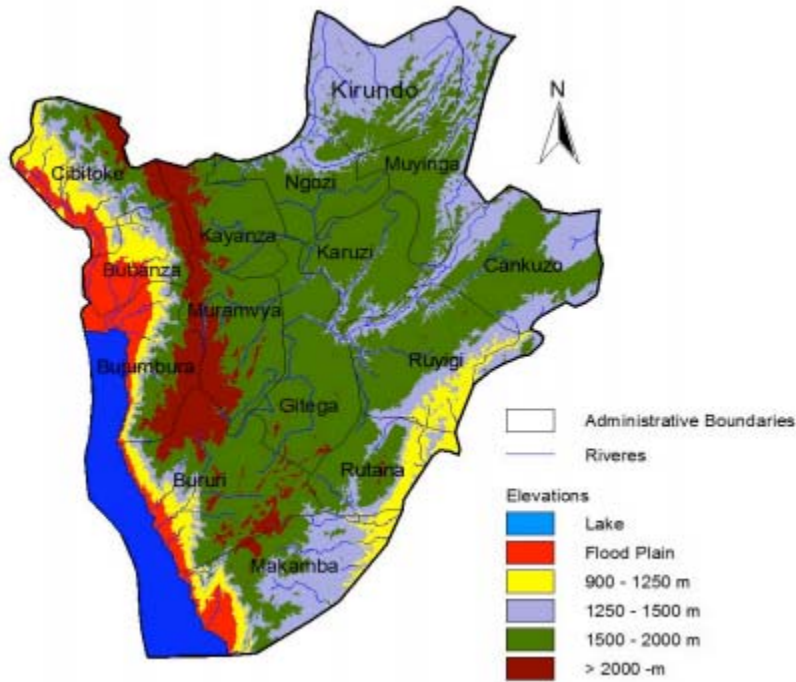 Kirundo
N
Muyinga
Cibitoke
Ngozi
Kayanza
Karuzi
Cankuzo
Bubanza
Muramvya
Bujumbura
Ruyigi
Gitega
Administrative Boundaries
Riveres
Rutana
Bururi
Elevations
Lake
Flood Plain
Makamba
900 - 1250 m
1250 - 1500 m
1500 - 2000 m
> 2000 -m